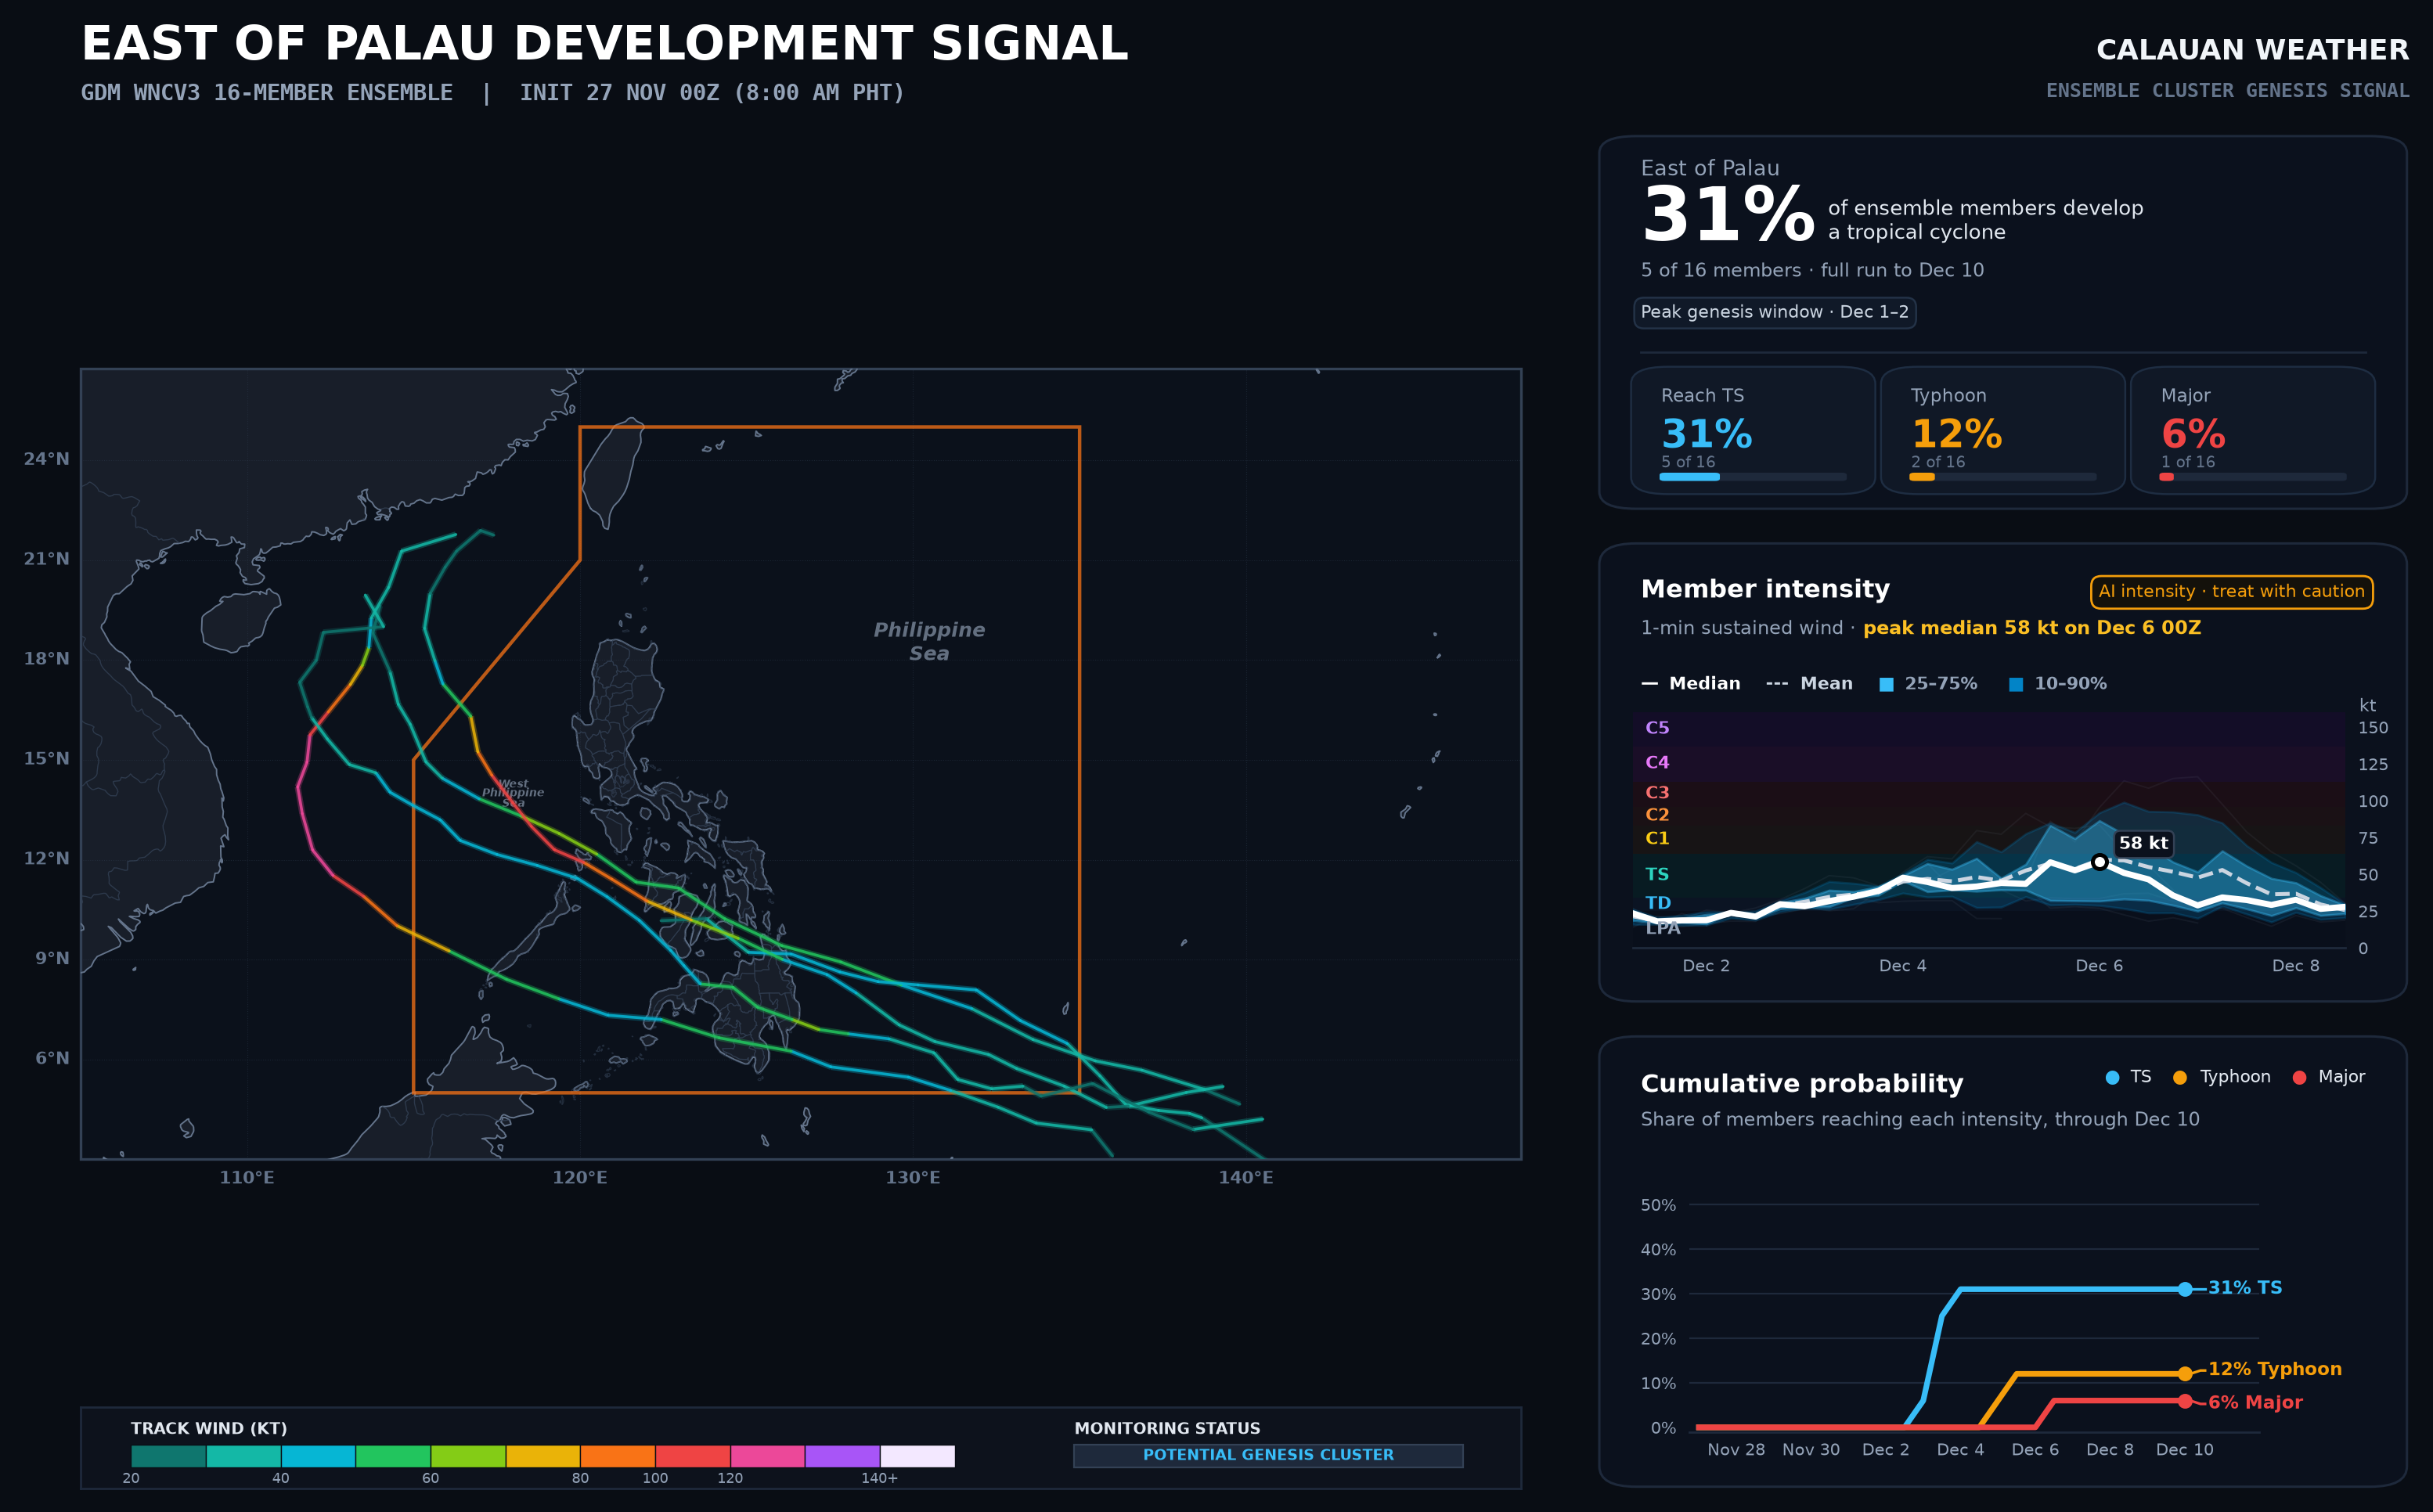 EAST OF PALAU DEVELOPMENT SIGNAL
GDM WNCV3 16-MEMBER ENSEMBLE | INIT 27 NOV 00Z (8:00 AM PHT)
CALAUAN WEATHER
ENSEMBLE CLUSTER GENESIS SIGNAL
24°N
21°N
18°N
15°N
12°N
9°N
6°N
110°E
120°E
130°E
140°E
Philippine
Sea
West
Philippine
Sea
TRACK WIND (KT)
20
40
60
80
100
120
140+
MONITORING STATUS
POTENTIAL GENESIS CLUSTER
East of Palau
31%
of ensemble members develop
a tropical cyclone
5 of 16 members · full run to Dec 10
Peak genesis window · Dec 1–2
Reach TS
31%
5 of 16
Typhoon
12%
2 of 16
Major
6%
1 of 16
Member intensity
AI intensity · treat with caution
1-min sustained wind · peak median 58 kt on Dec 6 00Z
Median
Mean
25–75%
10–90%
kt
C5
C4
C3
C2
C1
TS
TD
LPA
150
125
100
75
50
25
0
58 kt
Dec 2
Dec 4
Dec 6
Dec 8
Cumulative probability
TS
Typhoon
Major
Share of members reaching each intensity, through Dec 10
50%
40%
30%
20%
10%
0%
31% TS
12% Typhoon
6% Major
Nov 28
Nov 30
Dec 2
Dec 4
Dec 6
Dec 8
Dec 10